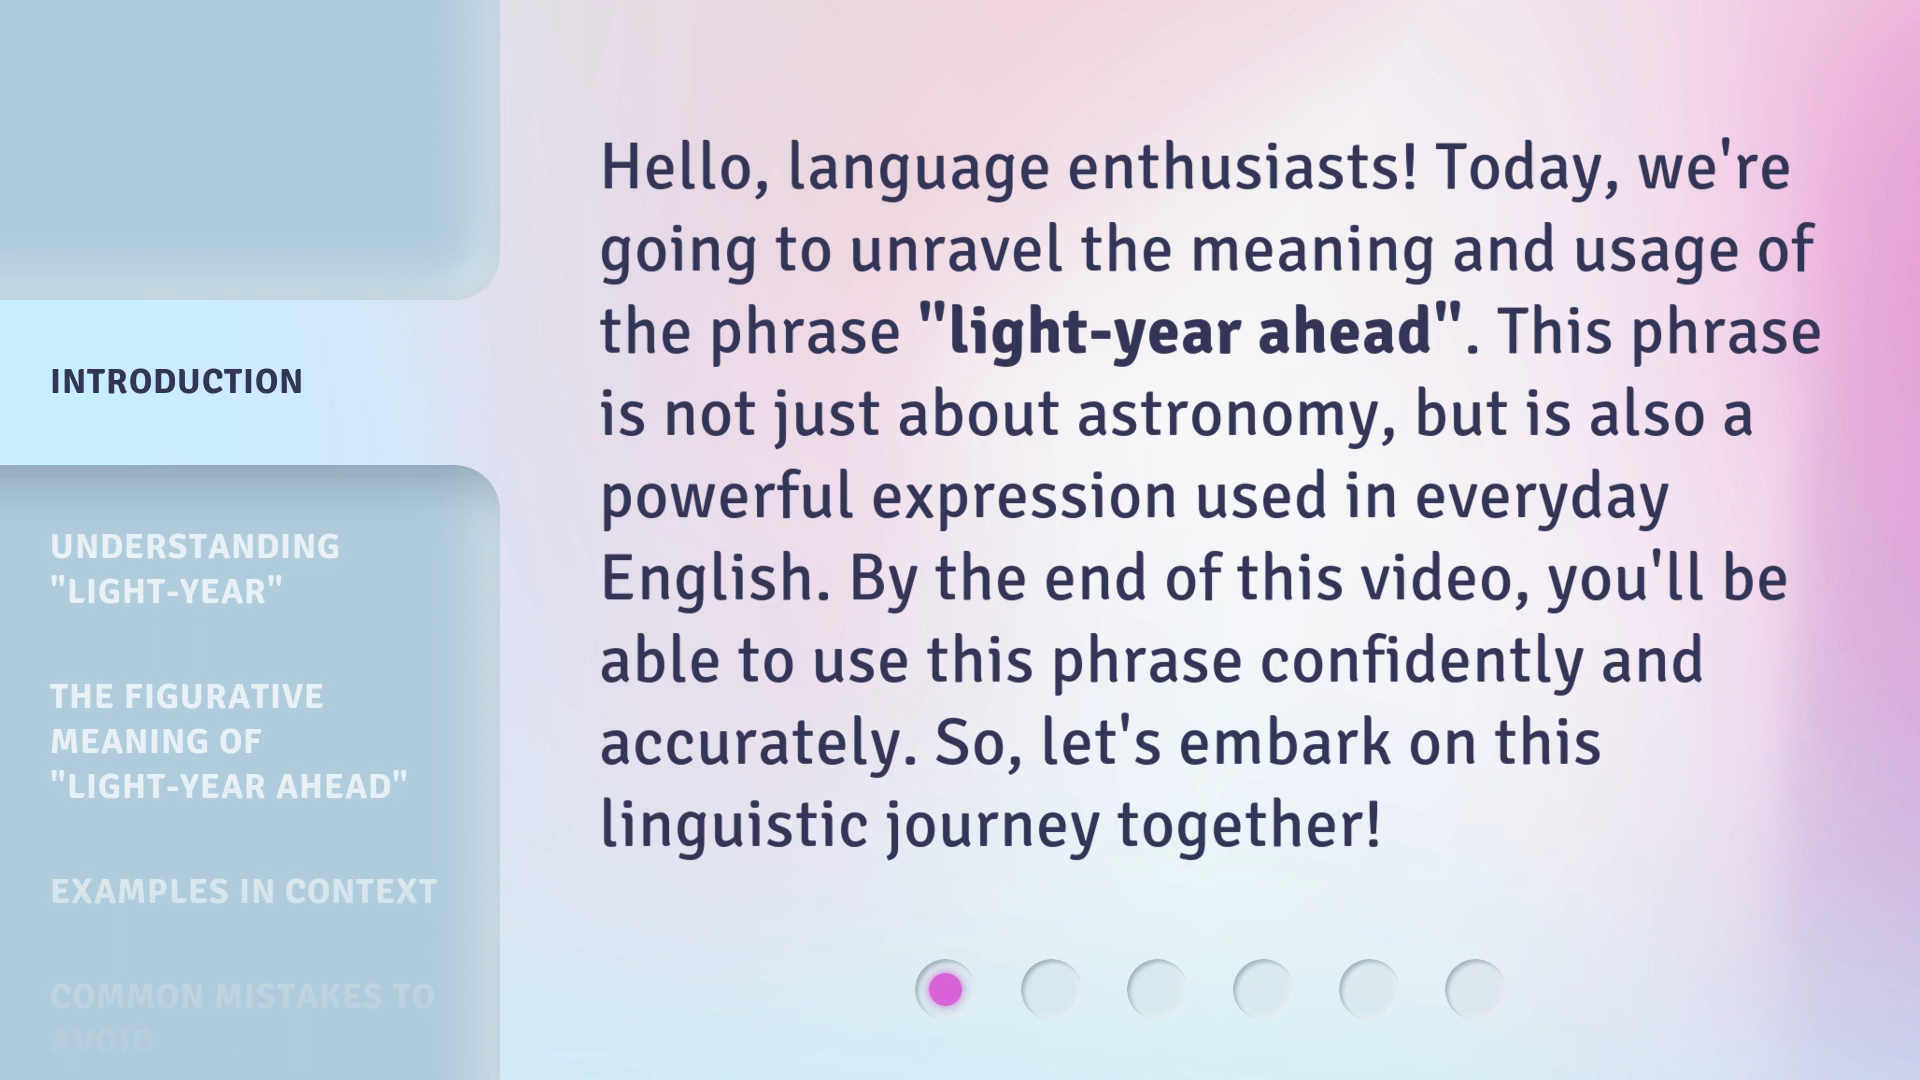 INTRODUCTION
UNDERSTANDING
"LIGHT-YEAR"
THE FIGURATIVE
MEANING OF
"LIGHT-YEAR AHEAD"
EXAMPLES IN CONTEXT
COMMON MISTAKES TO
AVOID
Hello, language enthusiasts! Today, we're
going to unravel the meaning and usage of
the phrase "light-year ahead". This phrase
is not just about astronomy, but is also a
powerful expression used in everyday
English. By the end of this video, you'll be
able to use this phrase confidently and
accurately. So, let's embark on this
linguistic journey together!